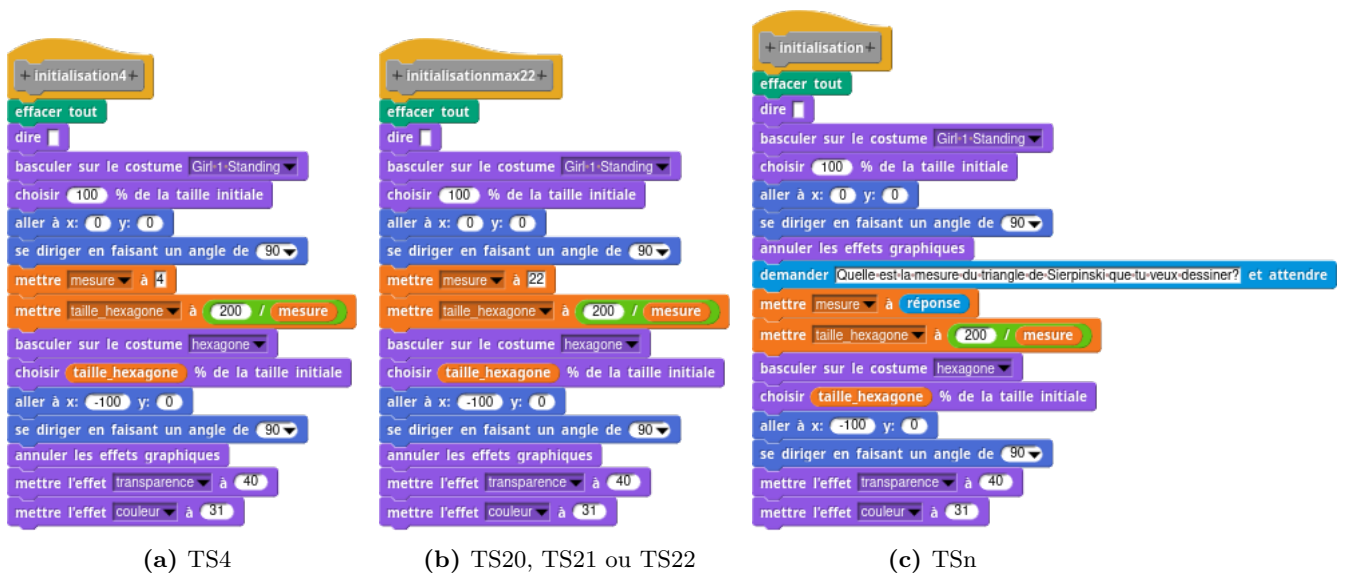 + initialisation4 +
effacer tout
dire
basculer sur le costume Girl·1·Standing
choisir 100 % de la taille initiale
aller à x: 0 y: 0
se diriger en faisant un angle de 90
mettre mesure à 4
mettre taille_hexagone à 200 / mesure
basculer sur le costume hexagone
choisir taille_hexagone % de la taille initiale
aller à x: -100 y: 0
se diriger en faisant un angle de 90
annuler les effets graphiques
mettre l'effet transparence à 40
mettre l'effet couleur à 31
(a) TS4
+ initialisationmax22 +
effacer tout
dire
basculer sur le costume Girl·1·Standing
choisir 100 % de la taille initiale
aller à x: 0 y: 0
se diriger en faisant un angle de 90
mettre mesure à 22
mettre taille_hexagone à 200 / mesure
basculer sur le costume hexagone
choisir taille_hexagone % de la taille initiale
aller à x: -100 y: 0
se diriger en faisant un angle de 90
annuler les effets graphiques
mettre l'effet transparence à 40
mettre l'effet couleur à 31
(b) TS20, TS21 ou TS22
+ initialisation +
effacer tout
dire
basculer sur le costume Girl·1·Standing
choisir 100 % de la taille initiale
aller à x: 0 y: 0
se diriger en faisant un angle de 90
annuler les effets graphiques
demander Quelle·est·la·mesure·du·triangle·de·Sierpinski·que·tu·veux·dessiner? et attendre
mettre mesure à réponse
mettre taille_hexagone à 200 / mesure
basculer sur le costume hexagone
choisir taille_hexagone % de la taille initiale
aller à x: -100 y: 0
se diriger en faisant un angle de 90
mettre l'effet transparence à 40
mettre l'effet couleur à 31
(c) TSn